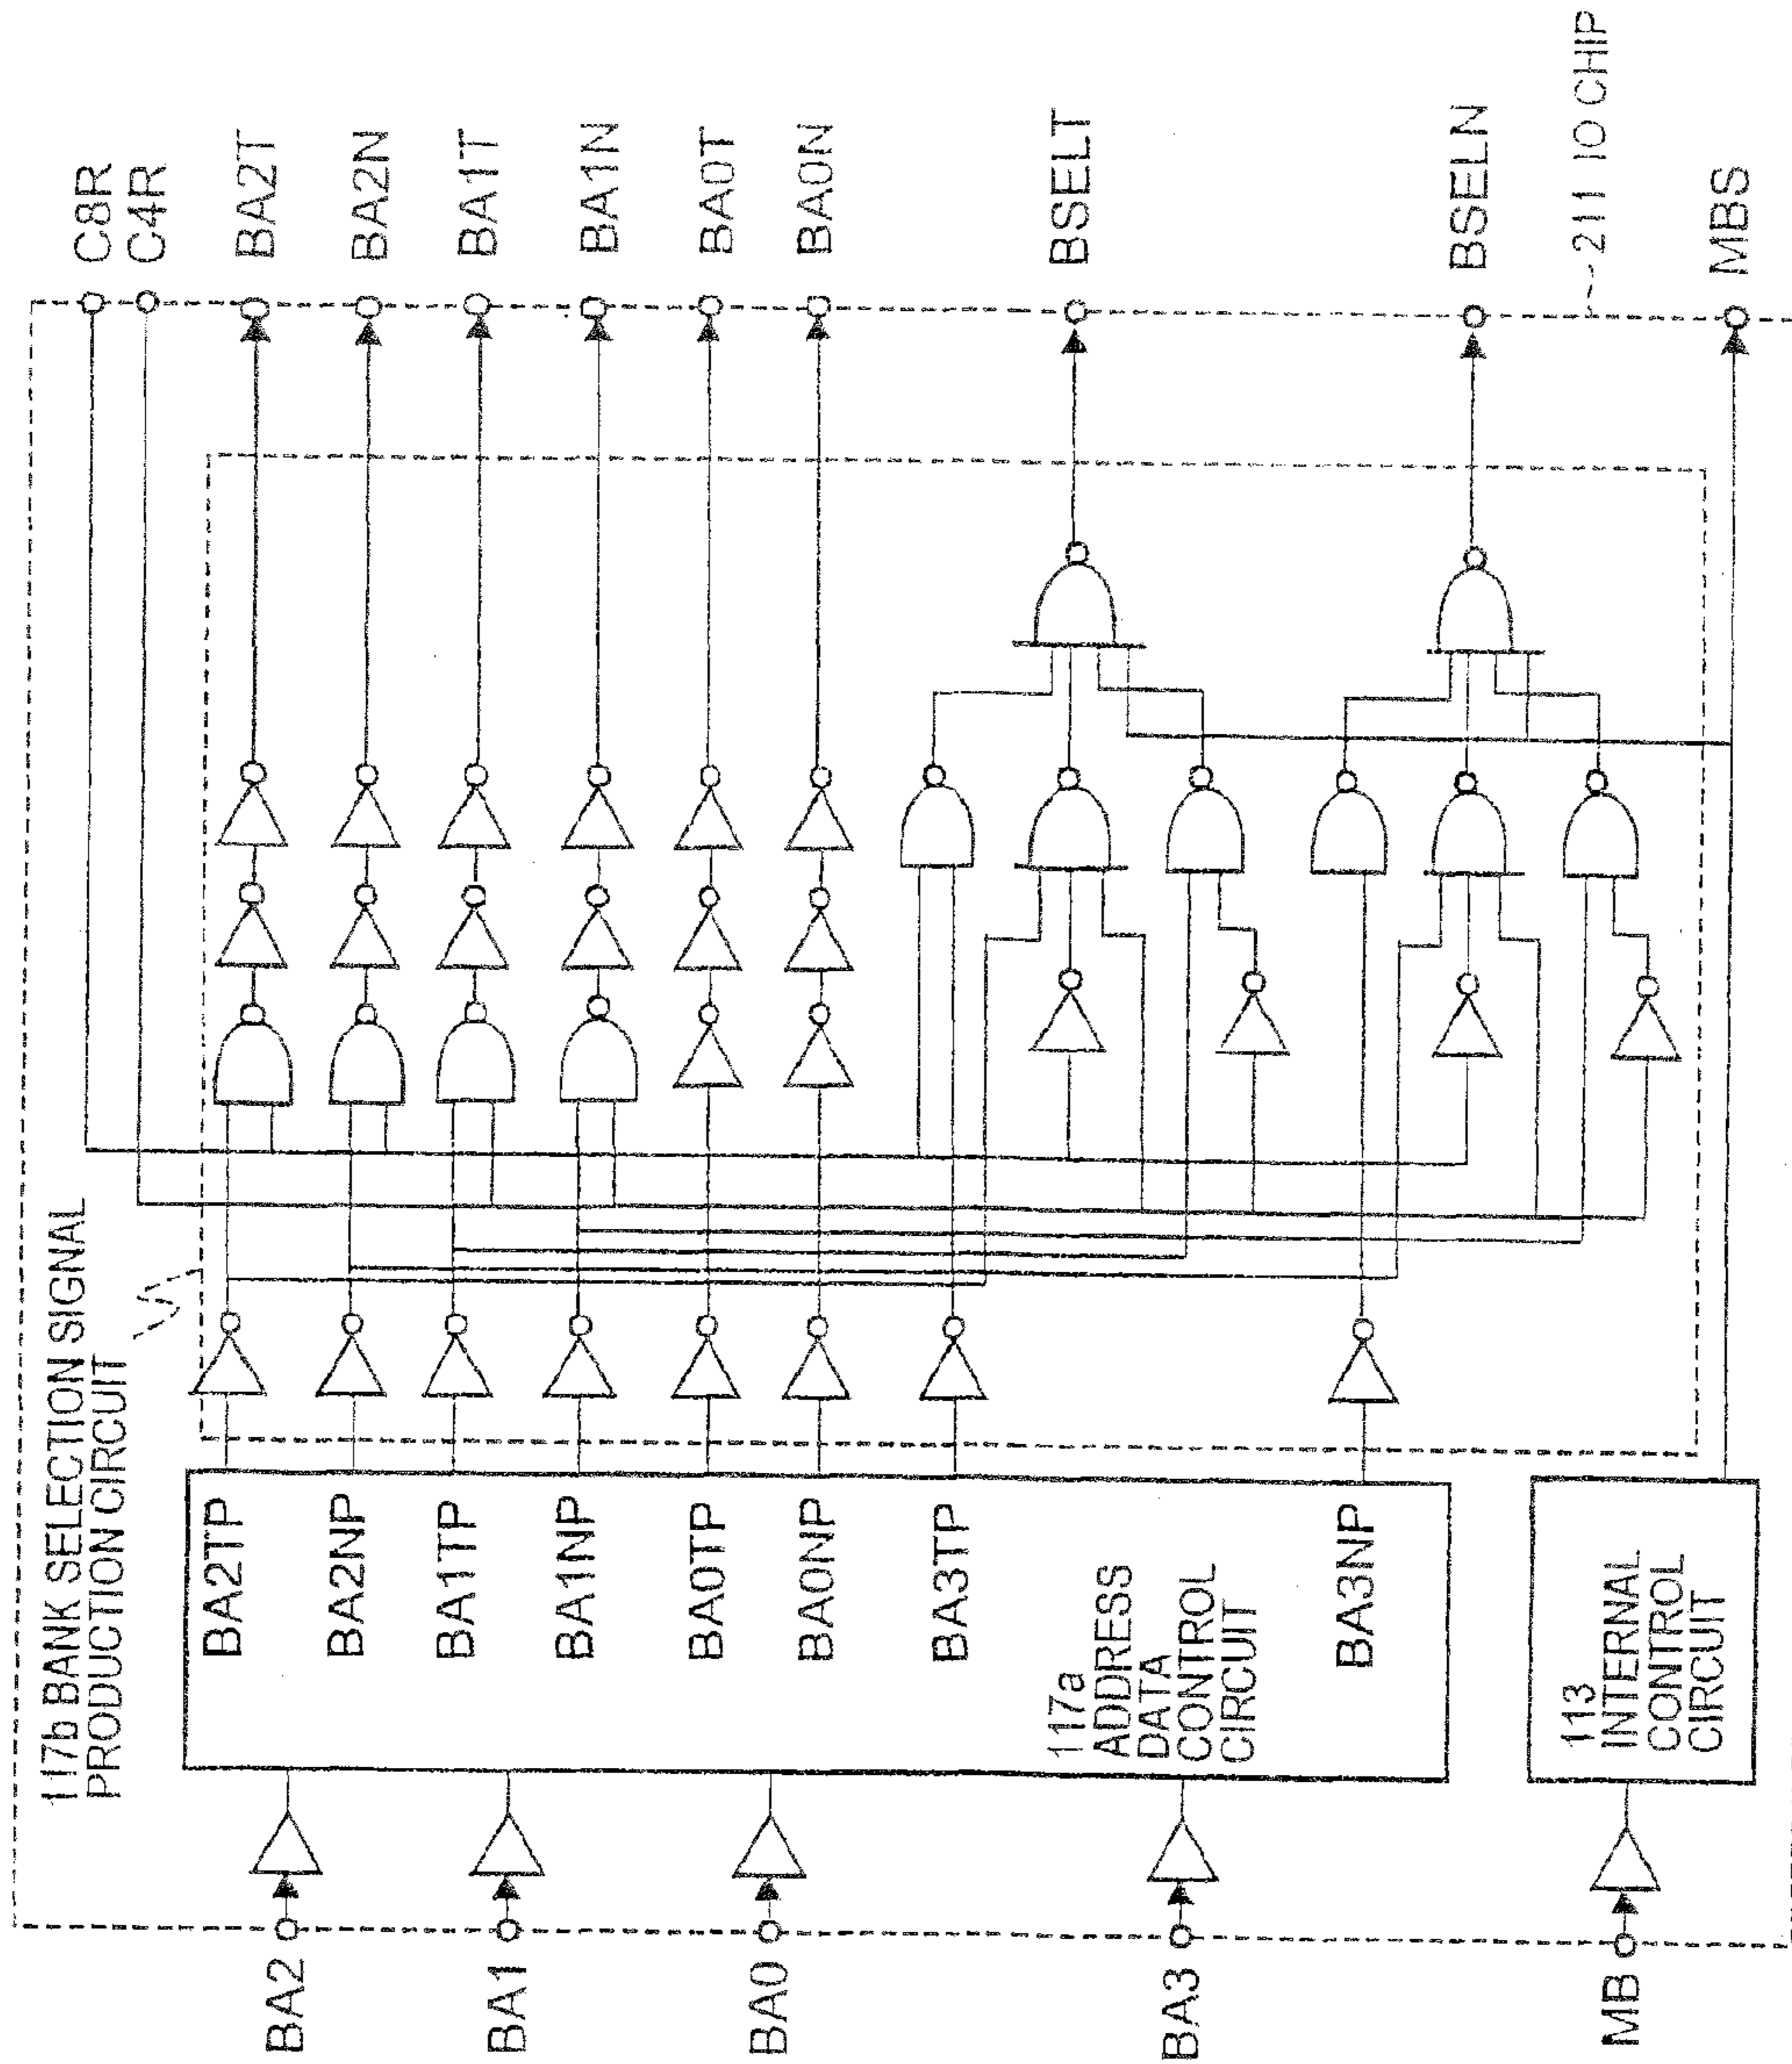 117b BANK SELECTION SIGNAL
PRODUCTION CIRCUIT
C8R
C4R
BA2T
BA2N
BA1T
BA1N
BA0T
BA0N
BSELT
BSELN
211 IO CHIP
MBS
BA2
BA1
BA0
BA3
MB
BA2TP
BA2NP
BA1TP
BA1NP
BA0TP
BA0NP
BA3TP
117a
ADDRESS
DATA
CONTROL
CIRCUIT
BA3NP
113
INTERNAL
CONTROL
CIRCUIT